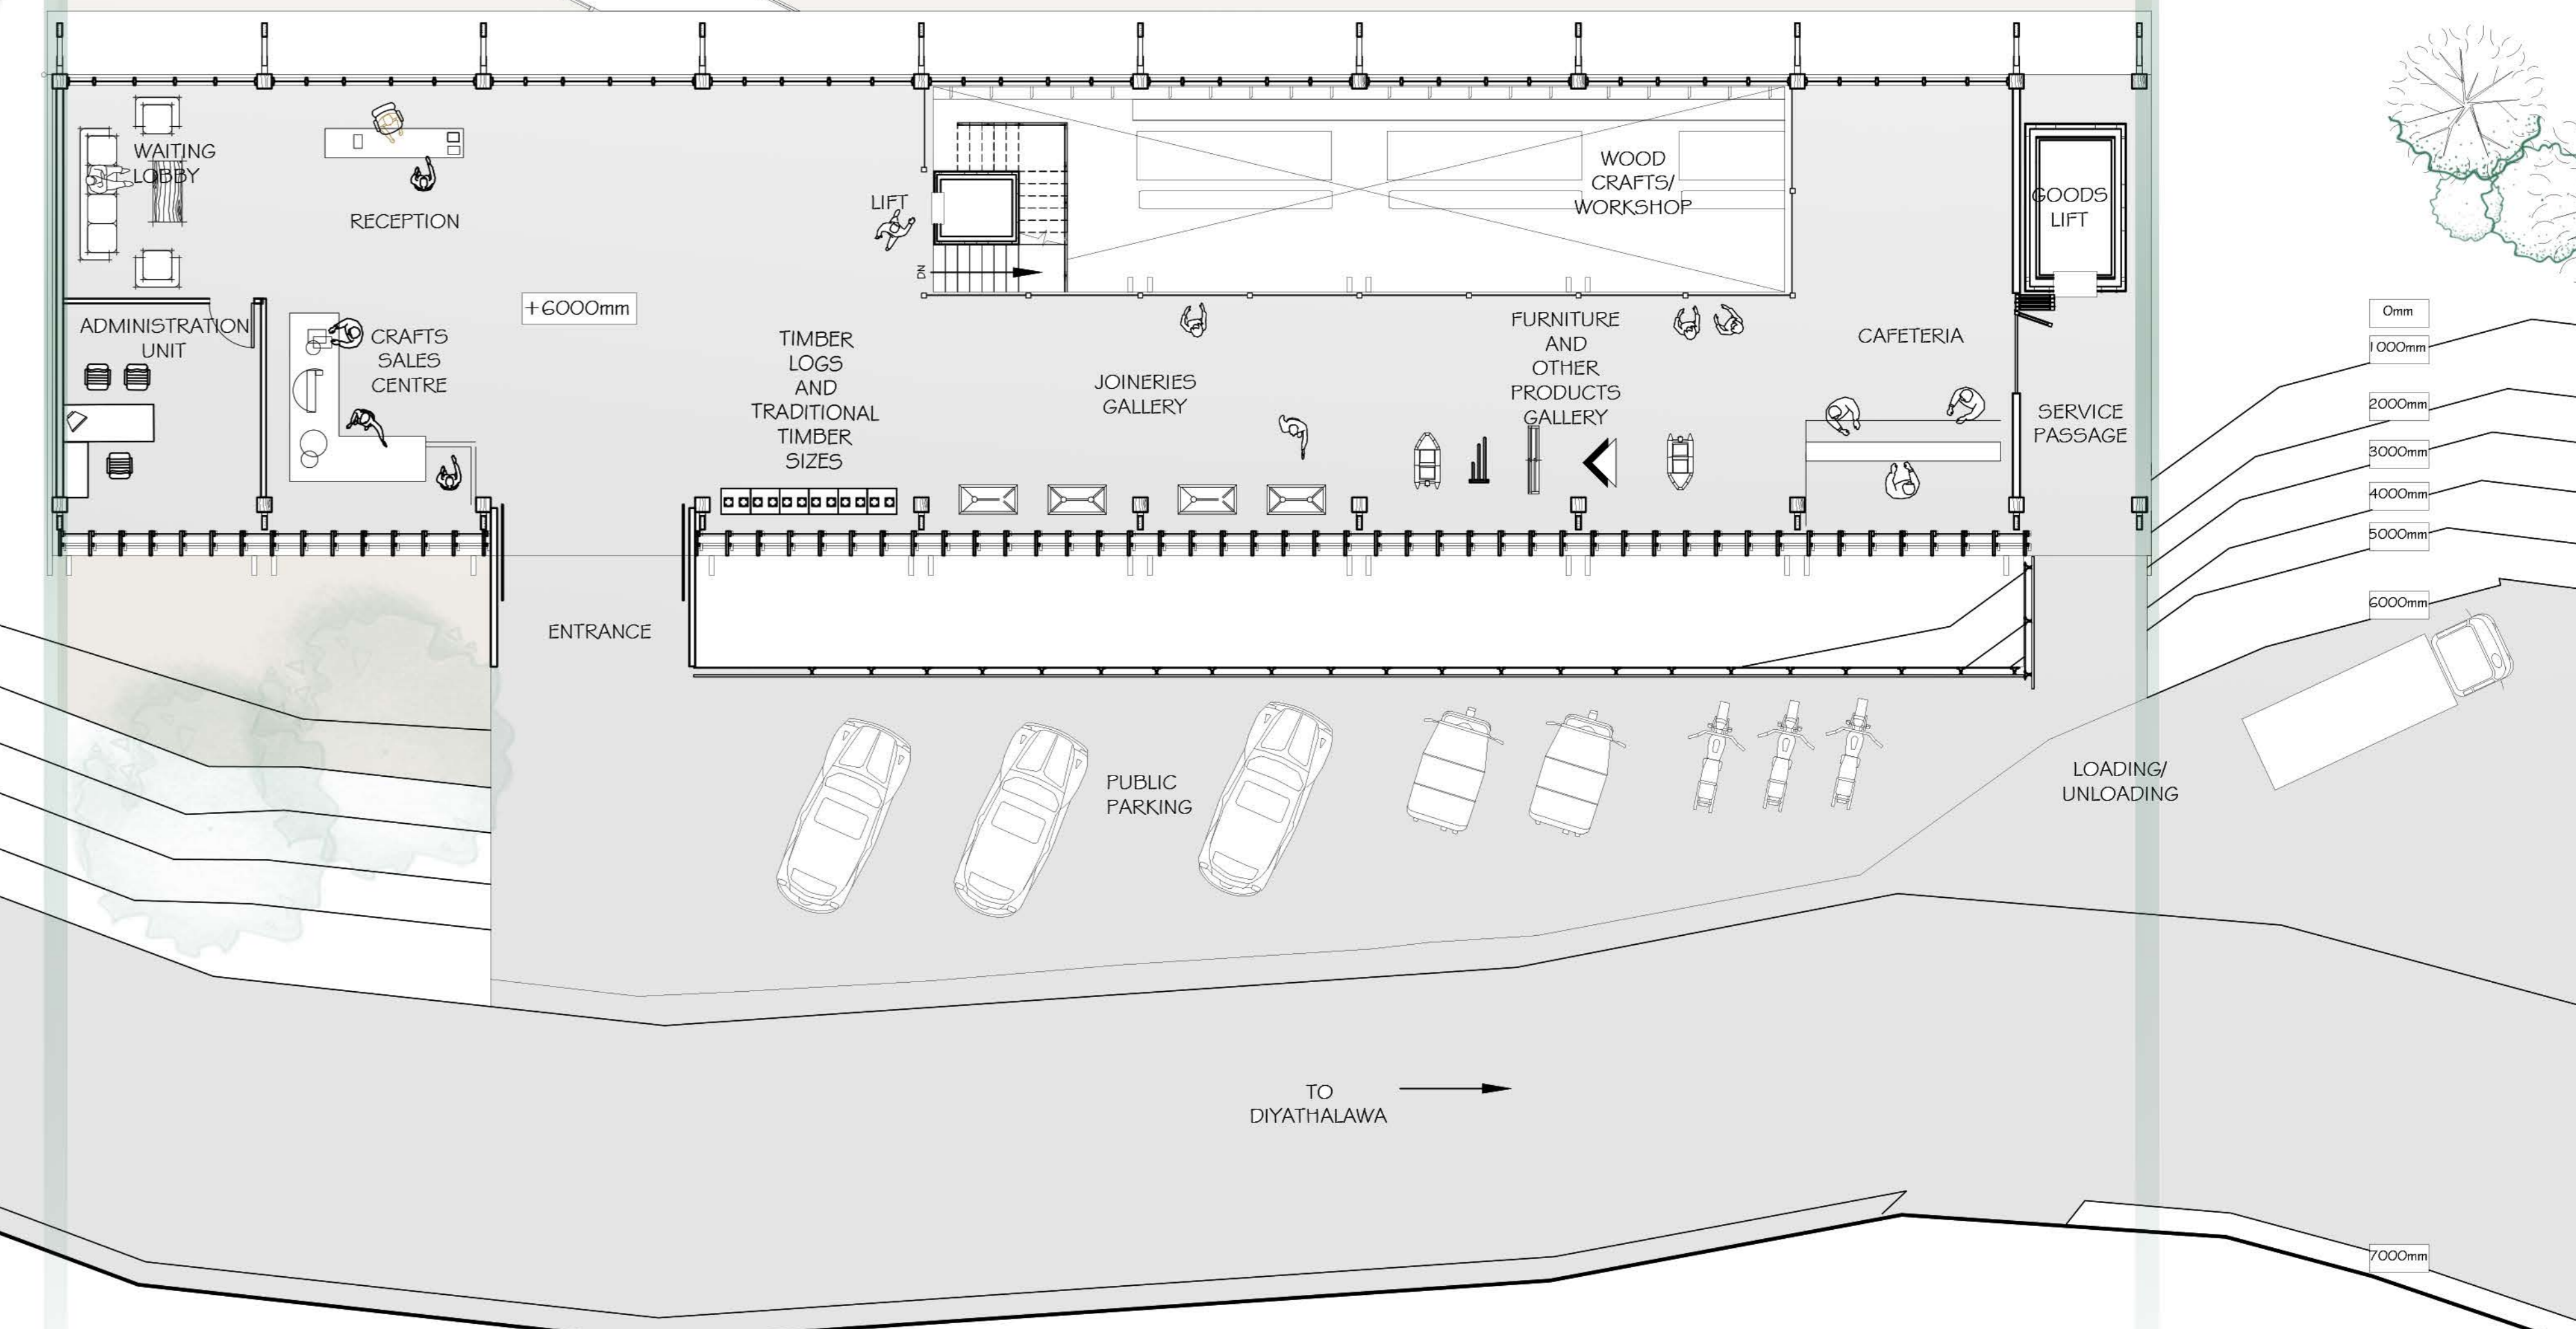 WAITING
LOBBY
RECEPTION
LIFT
DN
WOOD
CRAFTS/
WORKSHOP
GOODS
LIFT
+6000mm
ADMINISTRATION
UNIT
CRAFTS
SALES
CENTRE
TIMBER
LOGS
AND
TRADITIONAL
TIMBER
SIZES
JOINERIES
GALLERY
FURNITURE
AND
OTHER
PRODUCTS
GALLERY
CAFETERIA
SERVICE
PASSAGE
0mm
1000mm
2000mm
3000mm
4000mm
5000mm
6000mm
ENTRANCE
PUBLIC
PARKING
LOADING/
UNLOADING
TO
DIYATHALAWA
7000mm